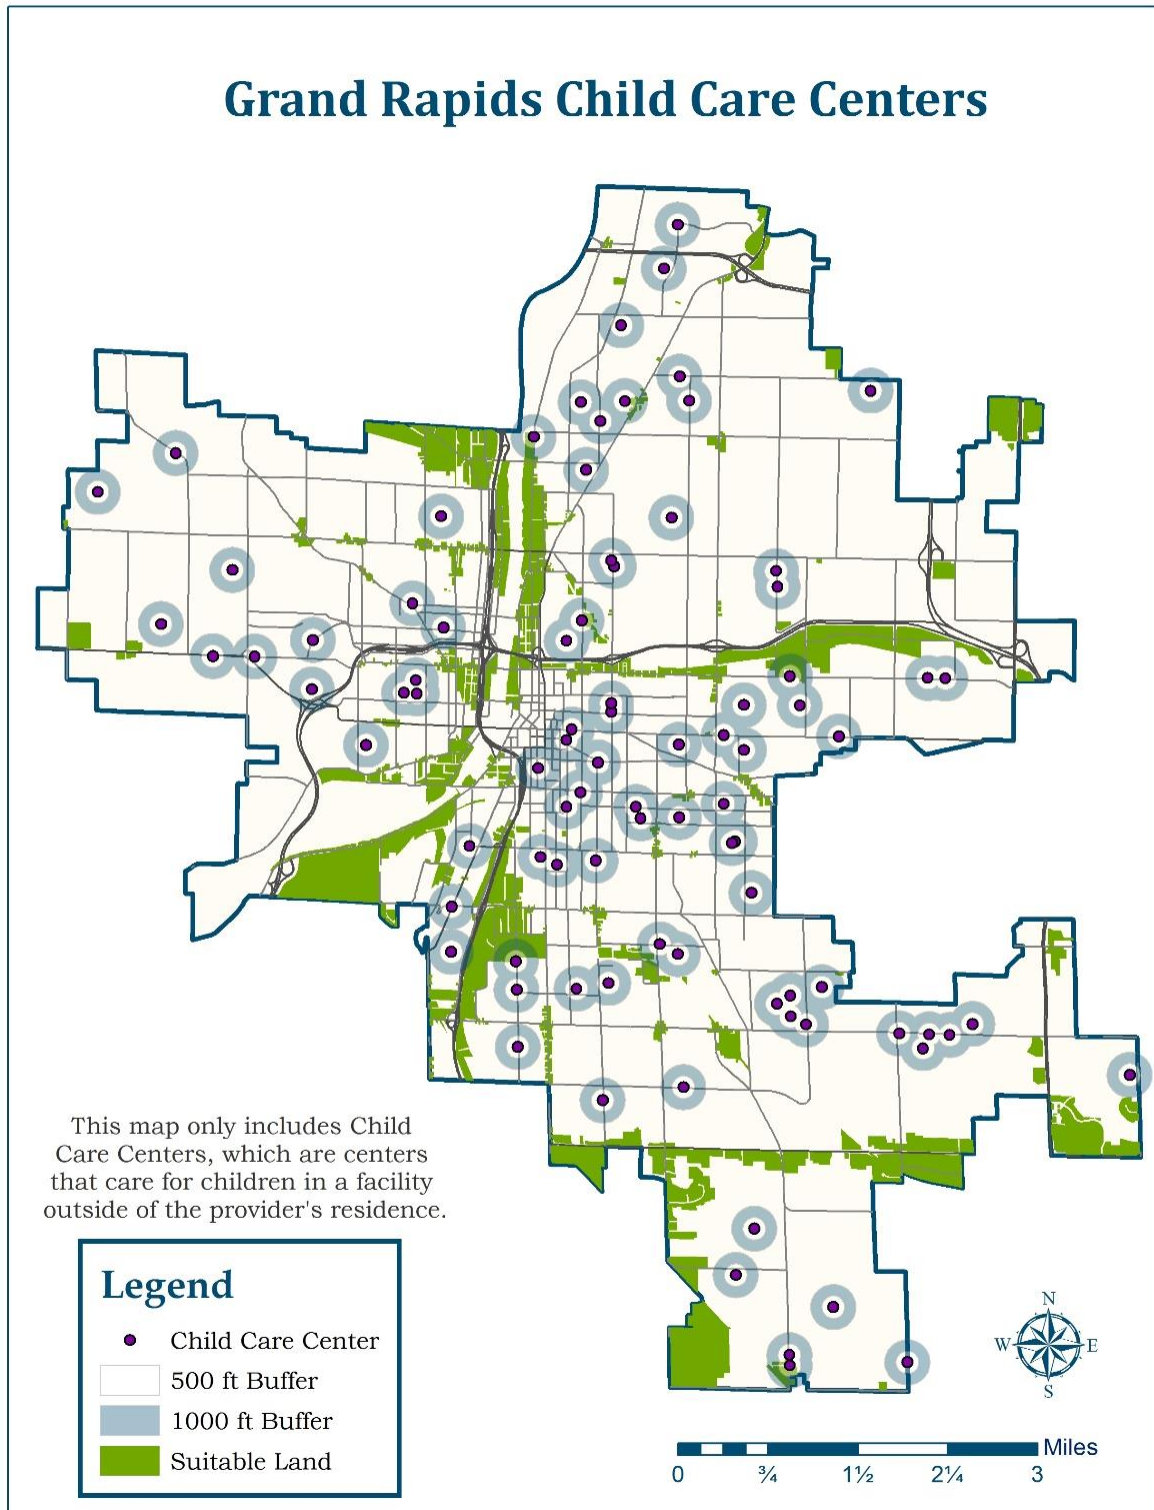 Grand Rapids Child Care Centers
This map only includes Child
Care Centers, which are centers
that care for children in a facility
outside of the provider's residence.
Legend
Child Care Center
500 ft Buffer
1000 ft Buffer
Suitable Land
N
W E
S
Miles
0 ¾ 1½ 2¼ 3